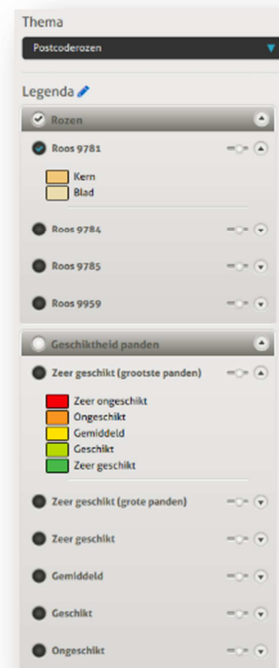 Thema
Postcoderozen
Legenda
Rozen
Roos 9781
Kern
Blad
Roos 9784
Roos 9785
Roos 9959
Geschiktheid panden
Zeer geschikt (grootste panden)
Zeer ongeschikt
Ongeschikt
Gemiddeld
Geschikt
Zeer geschikt
Zeer geschikt (grote panden)
Zeer geschikt
Gemiddeld
Geschikt
Ongeschikt